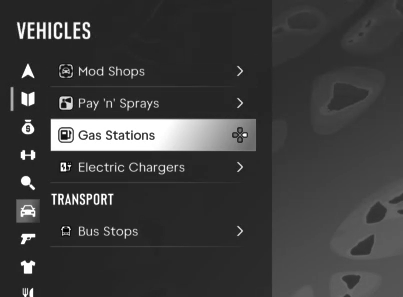 VEHICLES
Mod Shops
Pay 'n' Sprays
Gas Stations
Electric Chargers
TRANSPORT
Bus Stops